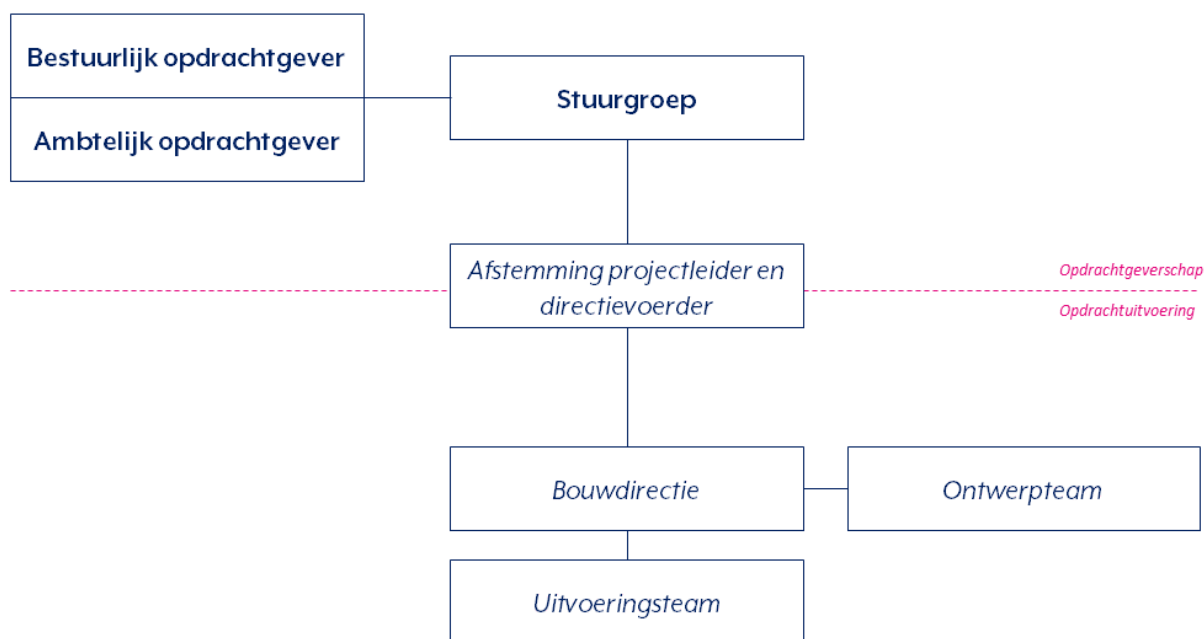 Bestuurlijk opdrachtgever
Ambtelijk opdrachtgever
Stuurgroep
Afstemming projectleider en
directievoerder
Opdrachtgeverschap
Opdrachtuitvoering
Bouwdirectie
Ontwerpteam
Uitvoeringsteam